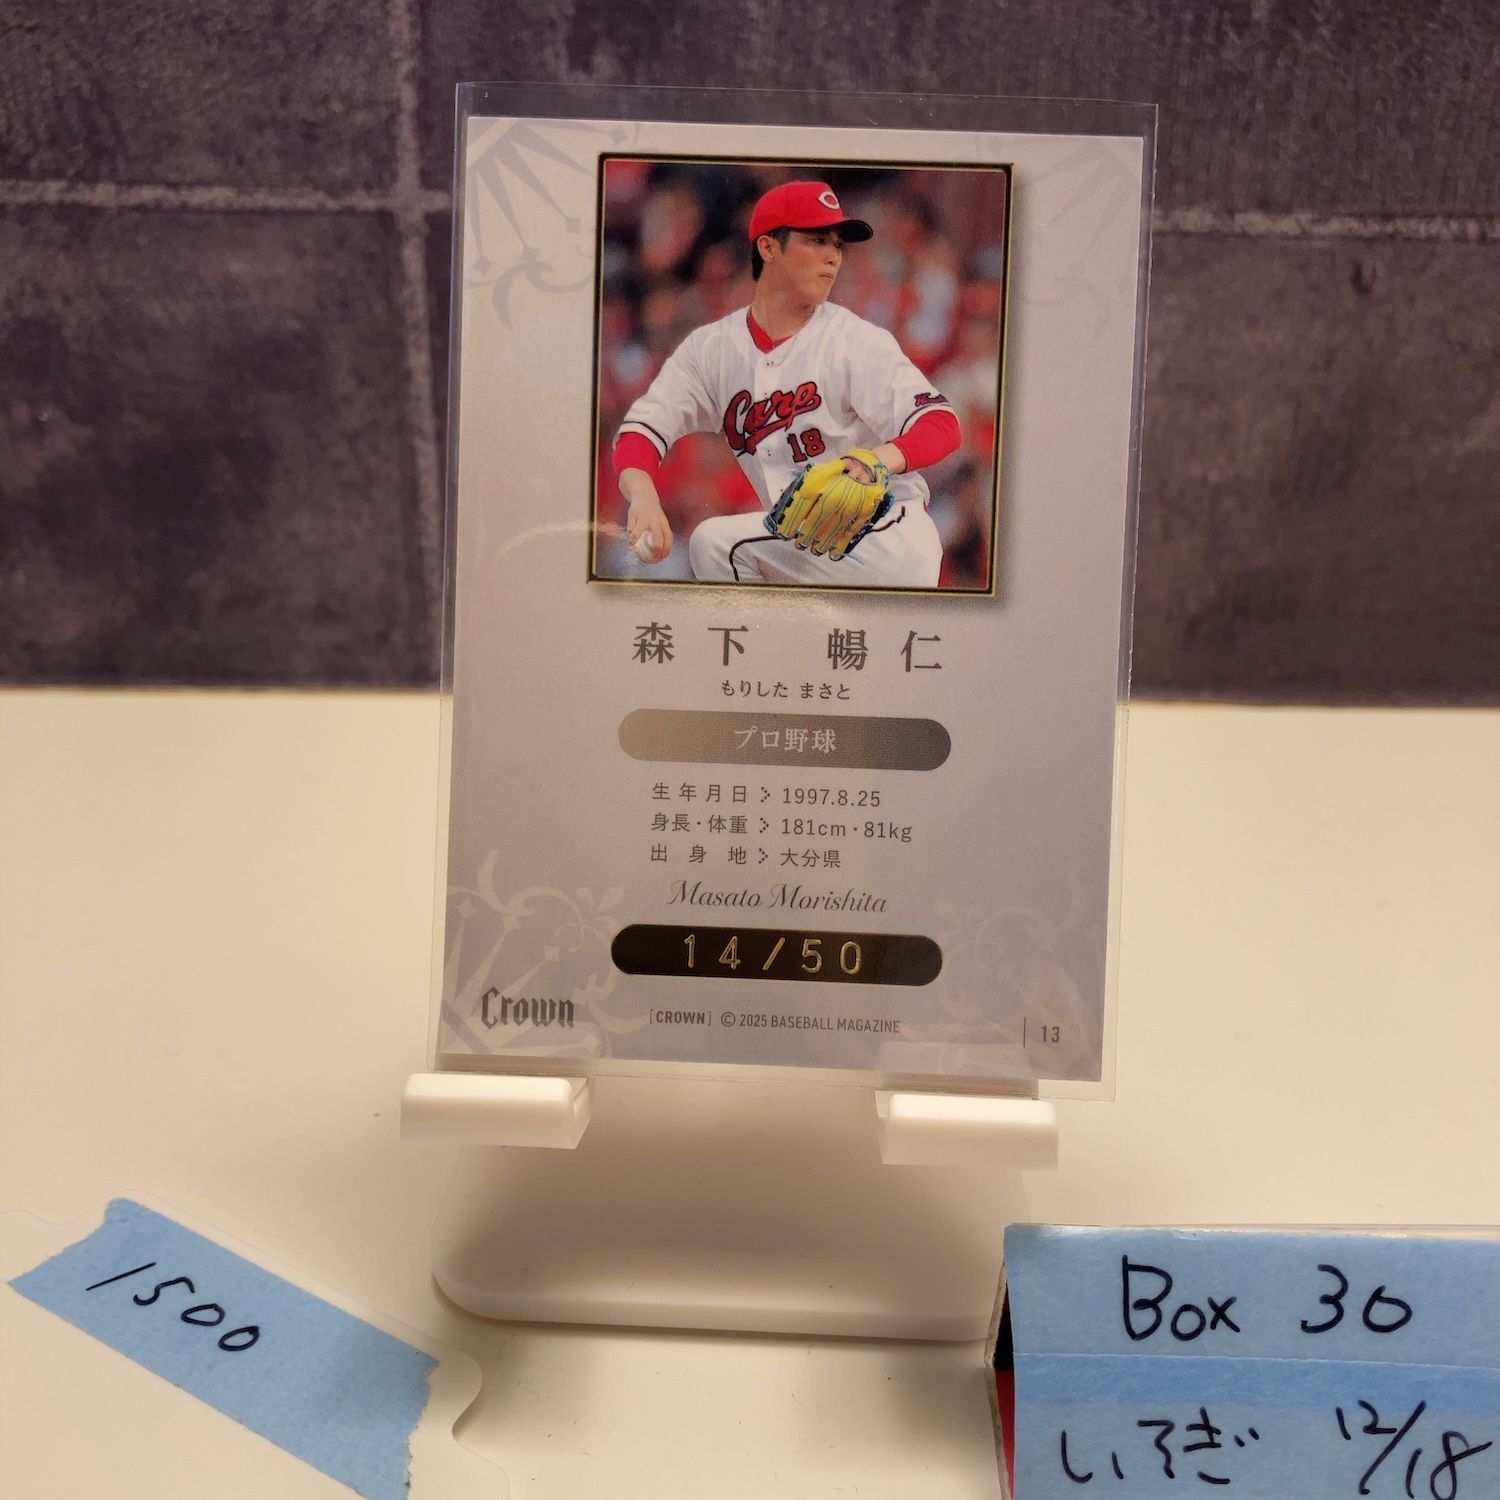 Carp
18
森下 暢仁
もりした まさと
プロ野球
生年月日 1997.8.25
身長・体重 181cm・81kg
出身地 大分県
Masato Morishita
14/50
Crown
[CROWN] © 2025 BASEBALL MAGAZINE
13
1500
Box 30
いそぎ 12/18